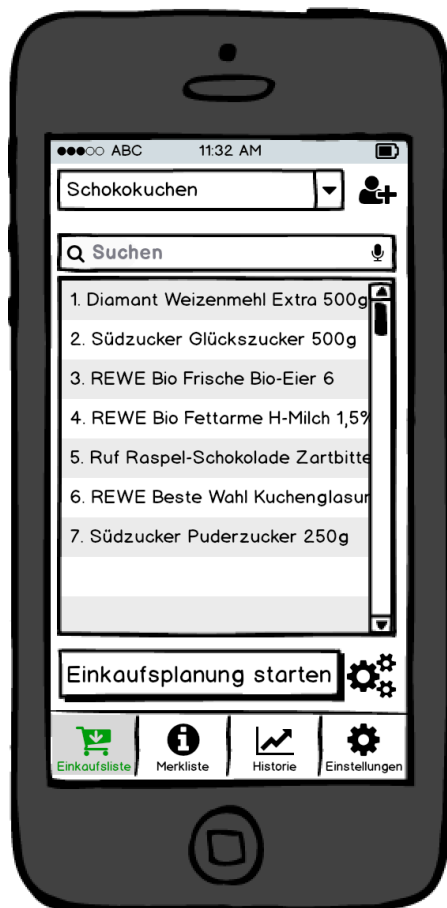 ABC 11:32 AM
Schokokuchen
Suchen
1. Diamant Weizenmehl Extra 500g
2. Südzucker Glückszucker 500g
3. REWE Bio Frische Bio-Eier 6
4. REWE Bio Fettarme H-Milch 1,5%
5. Ruf Raspel-Schokolade Zartbitte
6. REWE Beste Wahl Kuchenglasur
7. Südzucker Puderzucker 250g
Einkaufsplanung starten
Einkaufsliste Merkliste Historie Einstellungen